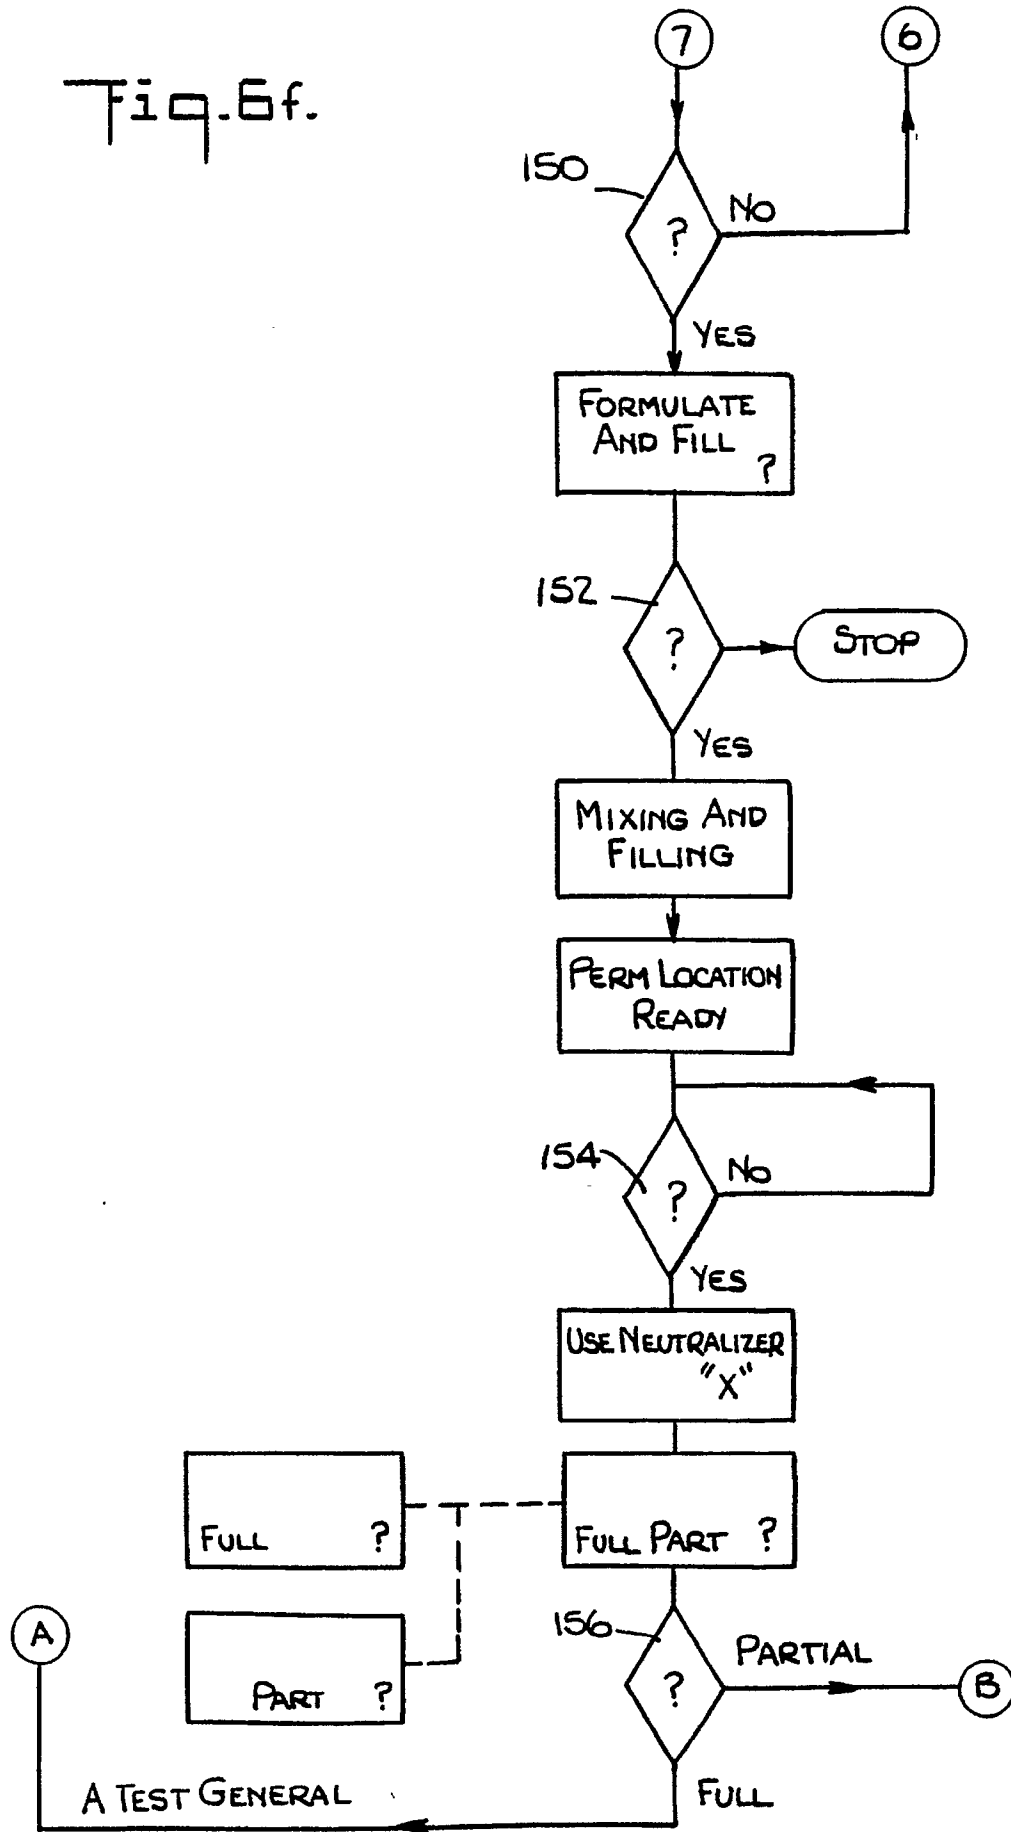 Fig. 6f.
7
6
150
?
NO
YES
FORMULATE
AND FILL
?
152
?
STOP
YES
MIXING AND
FILLING
PERM LOCATION
READY
154
?
NO
YES
USE NEUTRALIZER
"X"
FULL ?
FULL PART ?
A
PART ?
156
?
PARTIAL
B
A TEST GENERAL
FULL